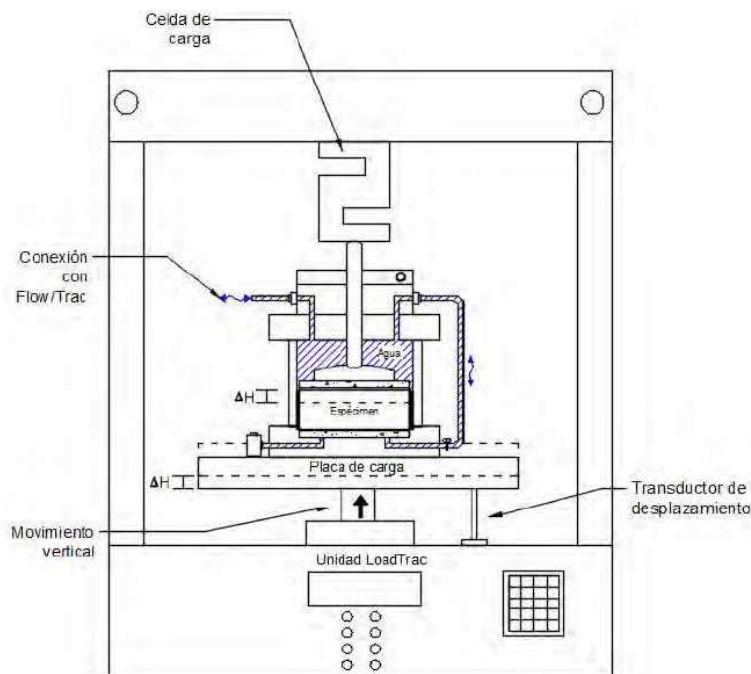 Celda de
carga
Conexión
con
Flow/Trac
Agua
ΔH
Espécimen
Placa de carga
ΔH
Transductor de
desplazamiento
Movimiento
vertical
Unidad LoadTrac